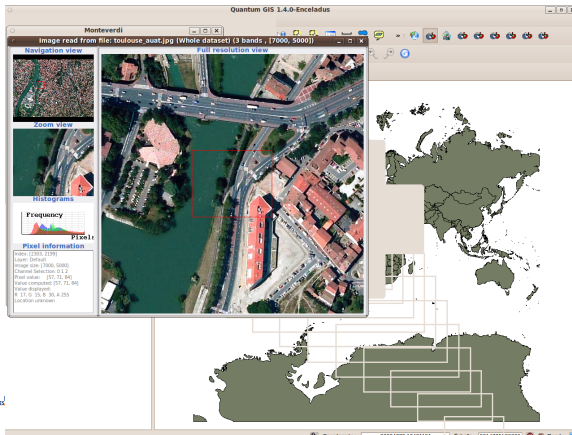 Quantum GIS 1.4.0-Enceladus
Monteverdi
Image read from file: toulouse_auat.jpg (Whole dataset) (3 bands , [7000, 5000])
Navigation view
Full resolution view
Zoom view
Histograms
Frequency
Pixel
Pixel information
Index: [2303, 2199]
Layer: Default
Image size: [7000, 5000]
Channel Selection: 0 1 2
Pixel value: [57, 71, 84]
Value computed: [57, 71, 84]
Value displayed:
R 17, G 15, B 30, A 255
Location unknown